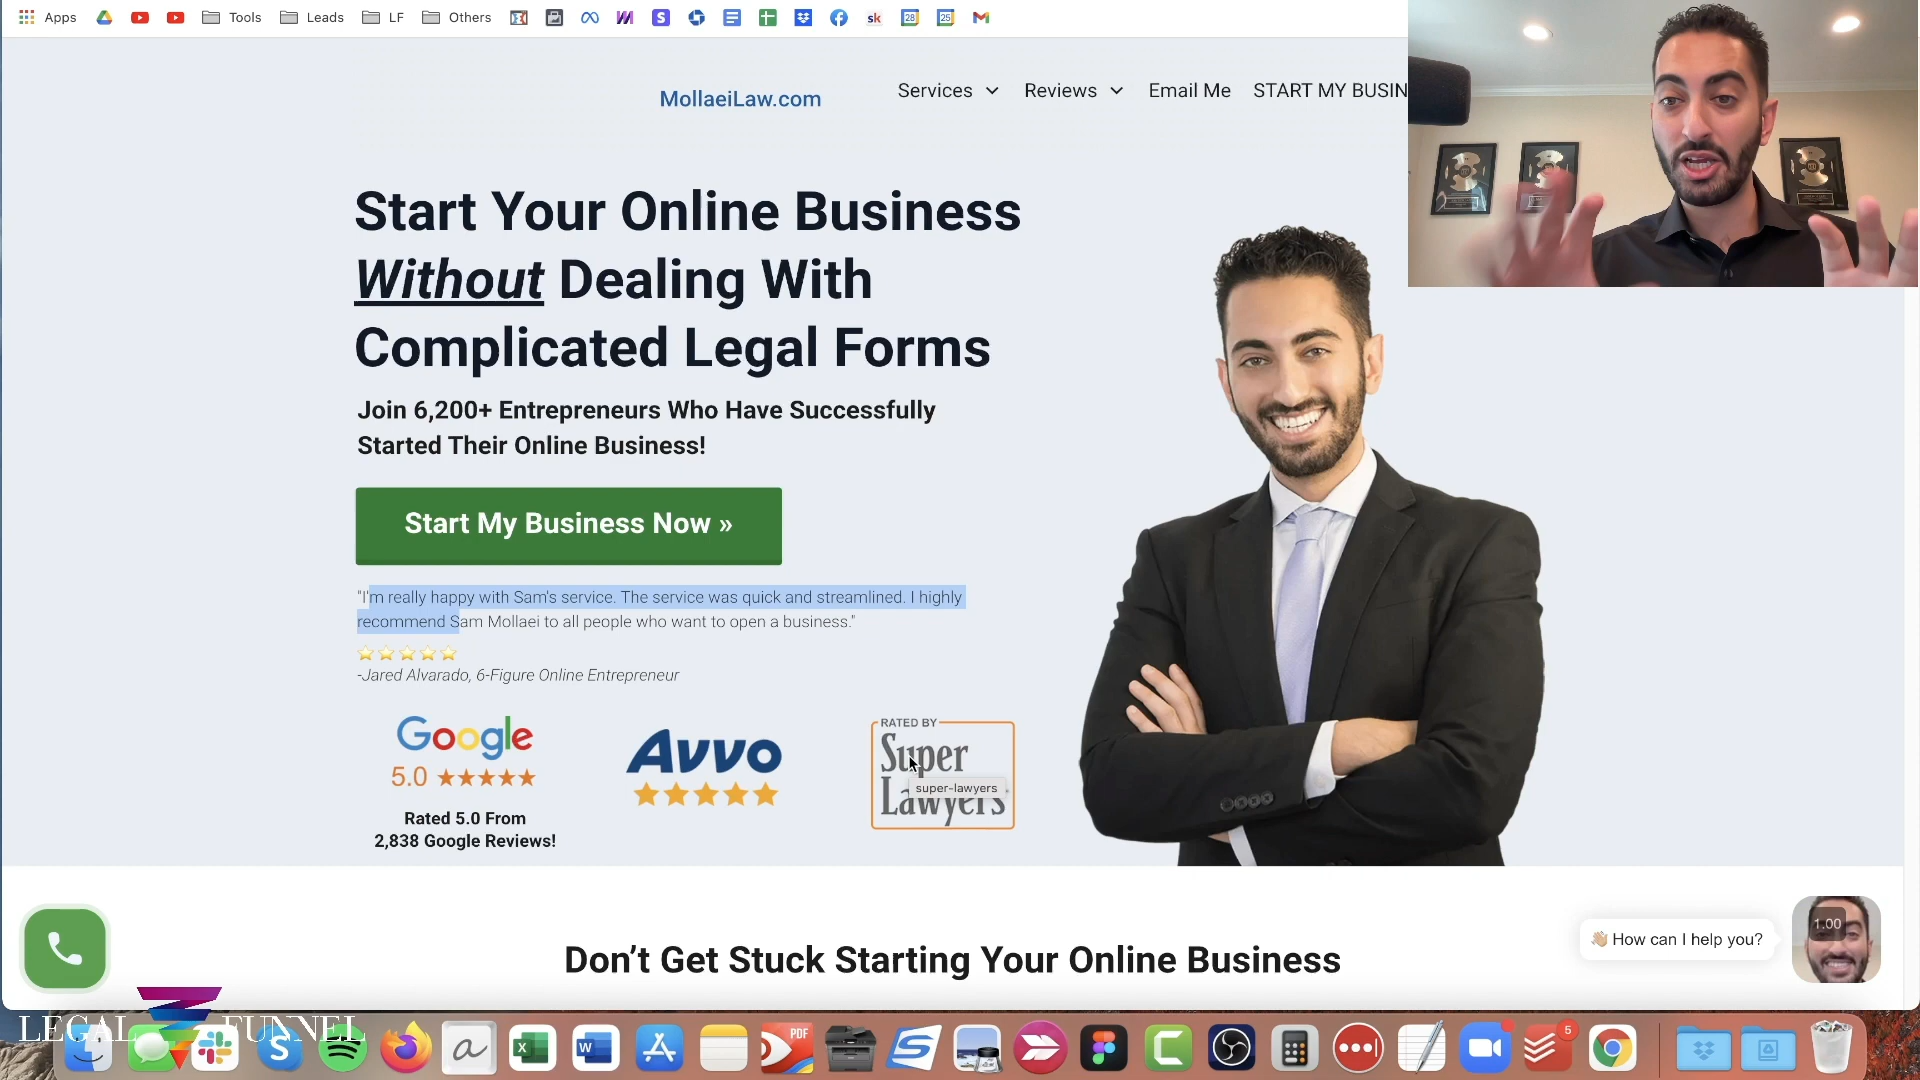 Apps
Tools
Leads
LF
Others
28
25
MollaeiLaw.com
Services
Reviews
Email Me
START MY BUSIN
Start Your Online Business
Without Dealing With
Complicated Legal Forms
Join 6,200+ Entrepreneurs Who Have Successfully
Started Their Online Business!
Start My Business Now »
"I'm really happy with Sam's service. The service was quick and streamlined. I highly
recommend Sam Mollaei to all people who want to open a business."
-Jared Alvarado, 6-Figure Online Entrepreneur
Google
5.0
Rated 5.0 From
2,838 Google Reviews!
Avvo
RATED BY
Super
Lawyers
super-lawyers
Don't Get Stuck Starting Your Online Business
👋🏼 How can I help you?
1.00
LEGAL FUNNEL
PDF
5